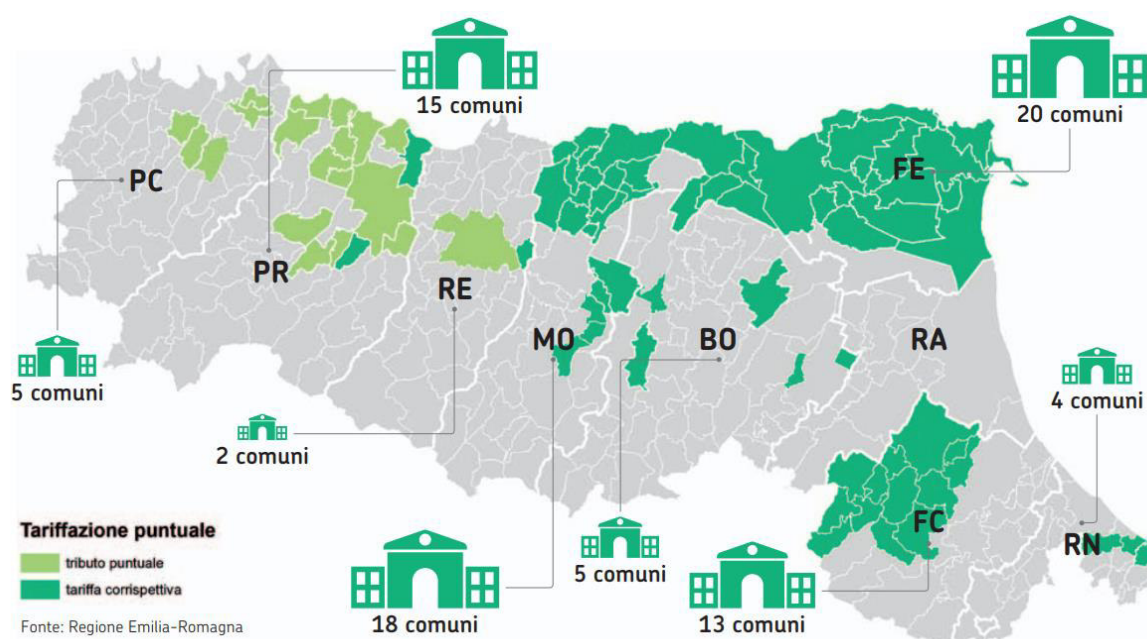 15 comuni
20 comuni
FE
PC
PR
RE
MO
BO
RA
5 comuni
4 comuni
2 comuni
FC
RN
Tariffazione puntuale
tributo puntuale
tariffa corrispettiva
5 comuni
18 comuni
13 comuni
Fonte: Regione Emilia-Romagna